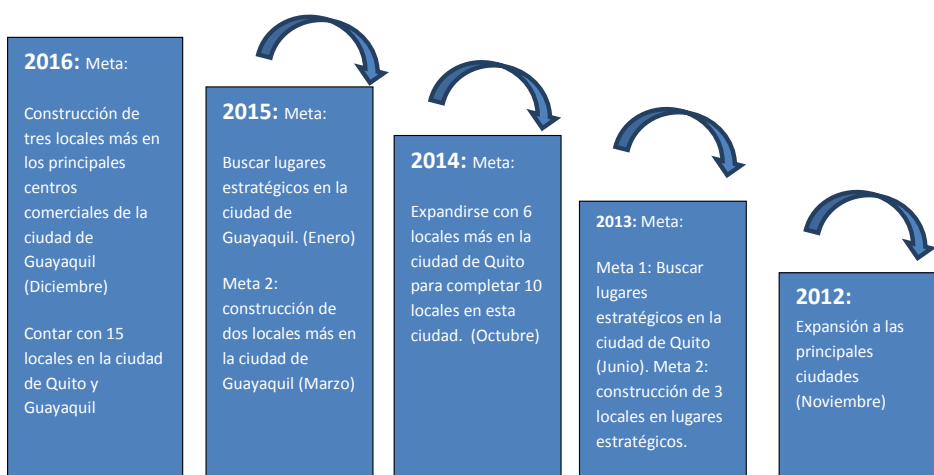 2016: Meta:
Construcción de
tres locales más en
los principales
centros
comerciales de la
ciudad de
Guayaquil
(Diciembre)
Contar con 15
locales en la ciudad
de Quito y
Guayaquil
2015: Meta:
Buscar lugares
estratégicos en la
ciudad de
Guayaquil. (Enero)
Meta 2:
construcción de
dos locales más en
la ciudad de
Guayaquil (Marzo)
2014: Meta:
Expandirse con 6
locales más en la
ciudad de Quito
para completar 10
locales en esta
ciudad. (Octubre)
2013: Meta:
Meta 1: Buscar
lugares
estratégicos en la
ciudad de Quito
(Junio). Meta 2:
construcción de 3
locales en lugares
estratégicos.
2012:
Expansión a las
principales
ciudades
(Noviembre)